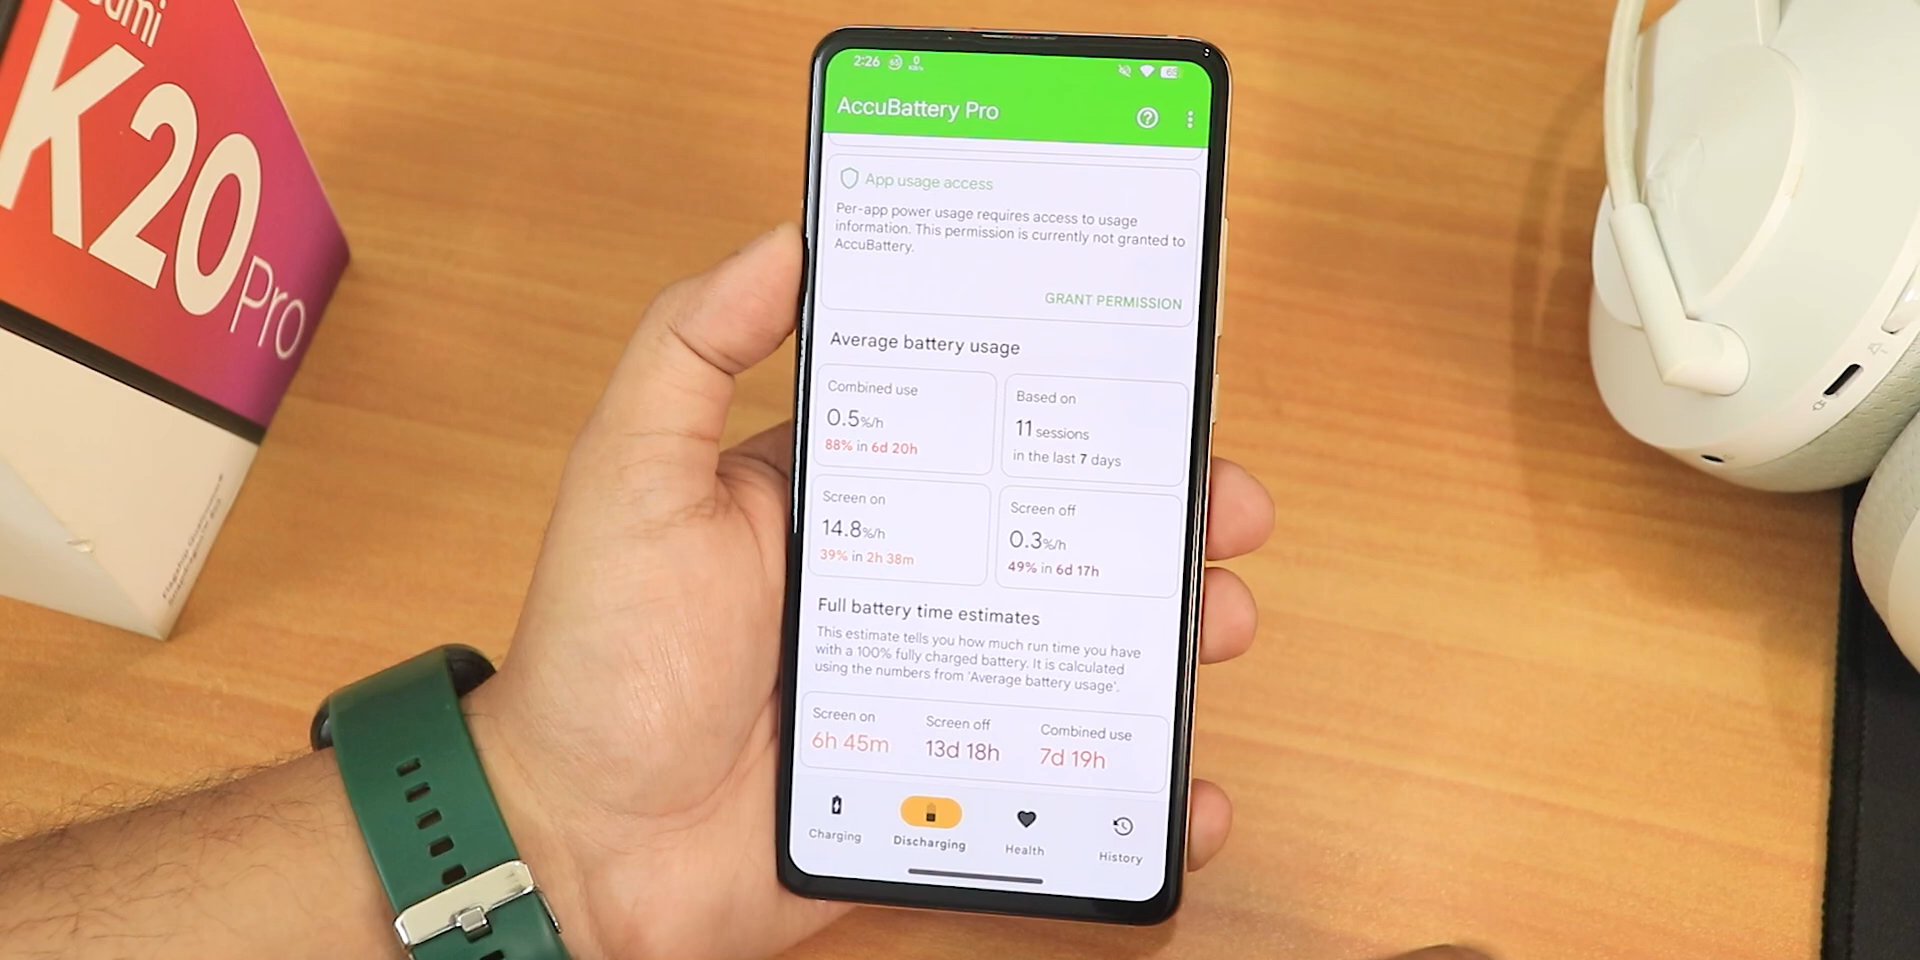 K20
Pro
2:26
AccuBattery Pro
App usage access
Per-app power usage requires access to usage
information. This permission is currently not granted to
AccuBattery.
GRANT PERMISSION
Average battery usage
Combined use
0.5%/h
88% in 6d 20h
Based on
11 sessions
in the last 7 days
Screen on
14.8%/h
39% in 2h 38m
Screen off
0.3%/h
49% in 6d 17h
Full battery time estimates
This estimate tells you how much run time you have
with a 100% fully charged battery. It is calculated
using the numbers from 'Average battery usage'.
Screen on
6h 45m
Screen off
13d 18h
Combined use
7d 19h
Charging
Discharging
Health
History